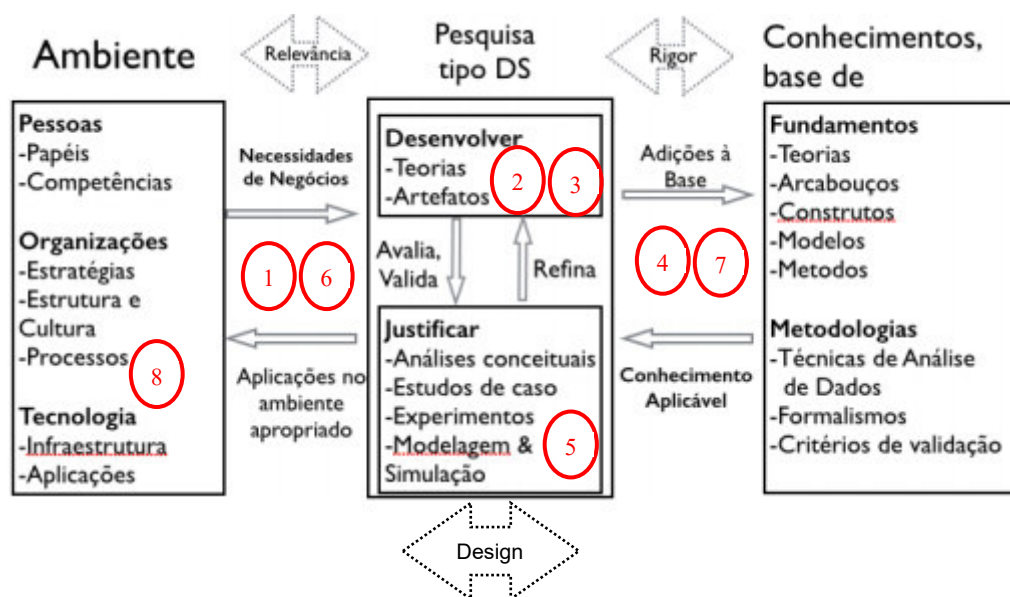 Ambiente
Relevância
Pesquisa
tipo DS
Rigor
Conhecimentos,
base de
Pessoas
-Papéis
-Competências
Organizações
-Estratégias
-Estrutura e
Cultura
-Processos
8
Tecnologia
-Infraestrutura
-Aplicações
Necessidades
de Negócios
1
6
Aplicações no
ambiente
apropriado
Desenvolver
-Teorias
-Artefatos
2
3
Avalia,
Valida
Refina
Justificar
-Análises conceituais
-Estudos de caso
-Experimentos
-Modelagem &
Simulação
5
Adições à
Base
4
7
Conhecimento
Aplicável
Fundamentos
-Teorias
-Arcabouços
-Construtos
-Modelos
-Metodos
Metodologias
-Técnicas de Análise
de Dados
-Formalismos
-Critérios de validação
Design